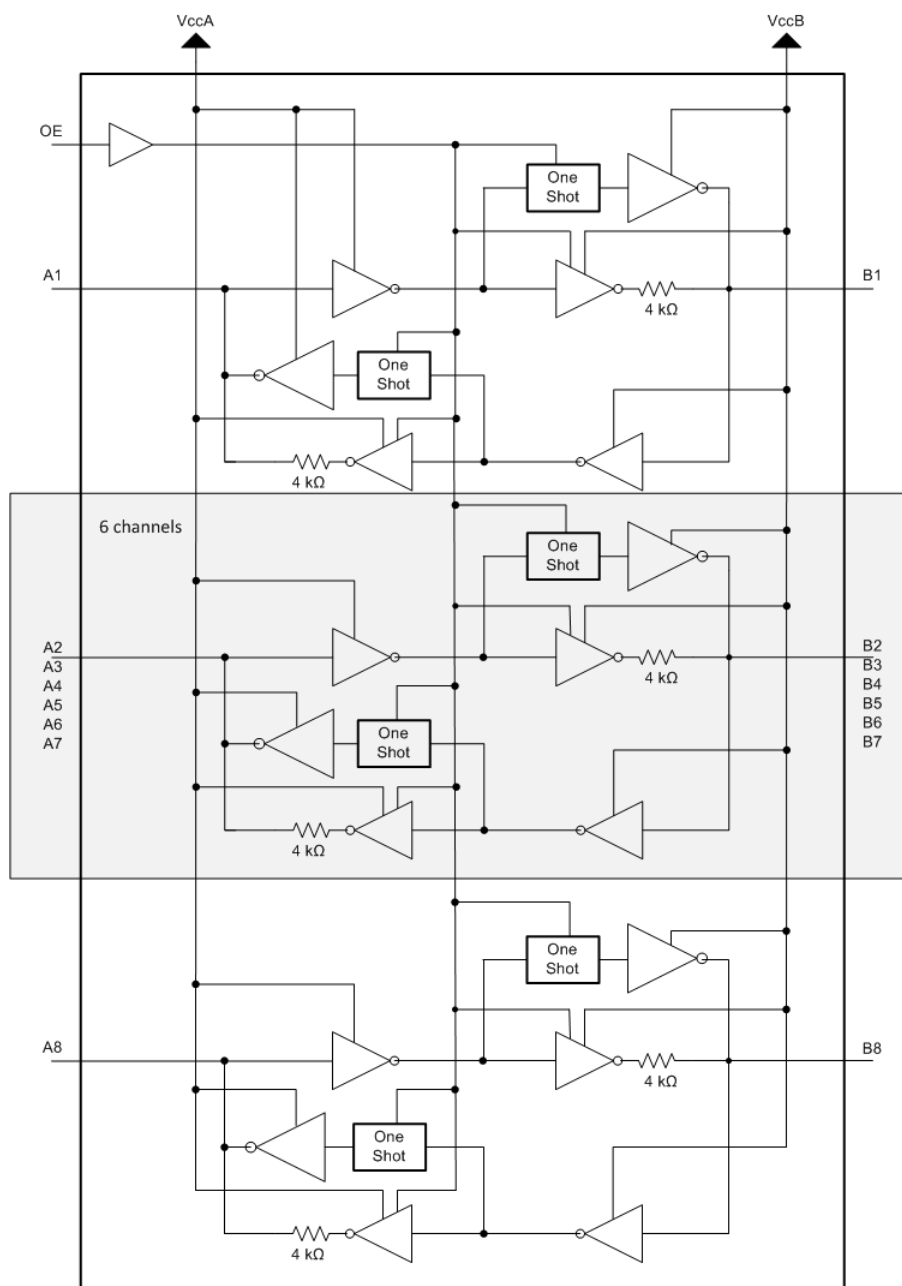 VccA
VccB
OE
One
Shot
A1
B1
4 kΩ
One
Shot
4 kΩ
6 channels
One
Shot
A2
A3
A4
A5
A6
A7
B2
B3
B4
B5
B6
B7
4 kΩ
One
Shot
4 kΩ
One
Shot
A8
B8
4 kΩ
One
Shot
4 kΩ